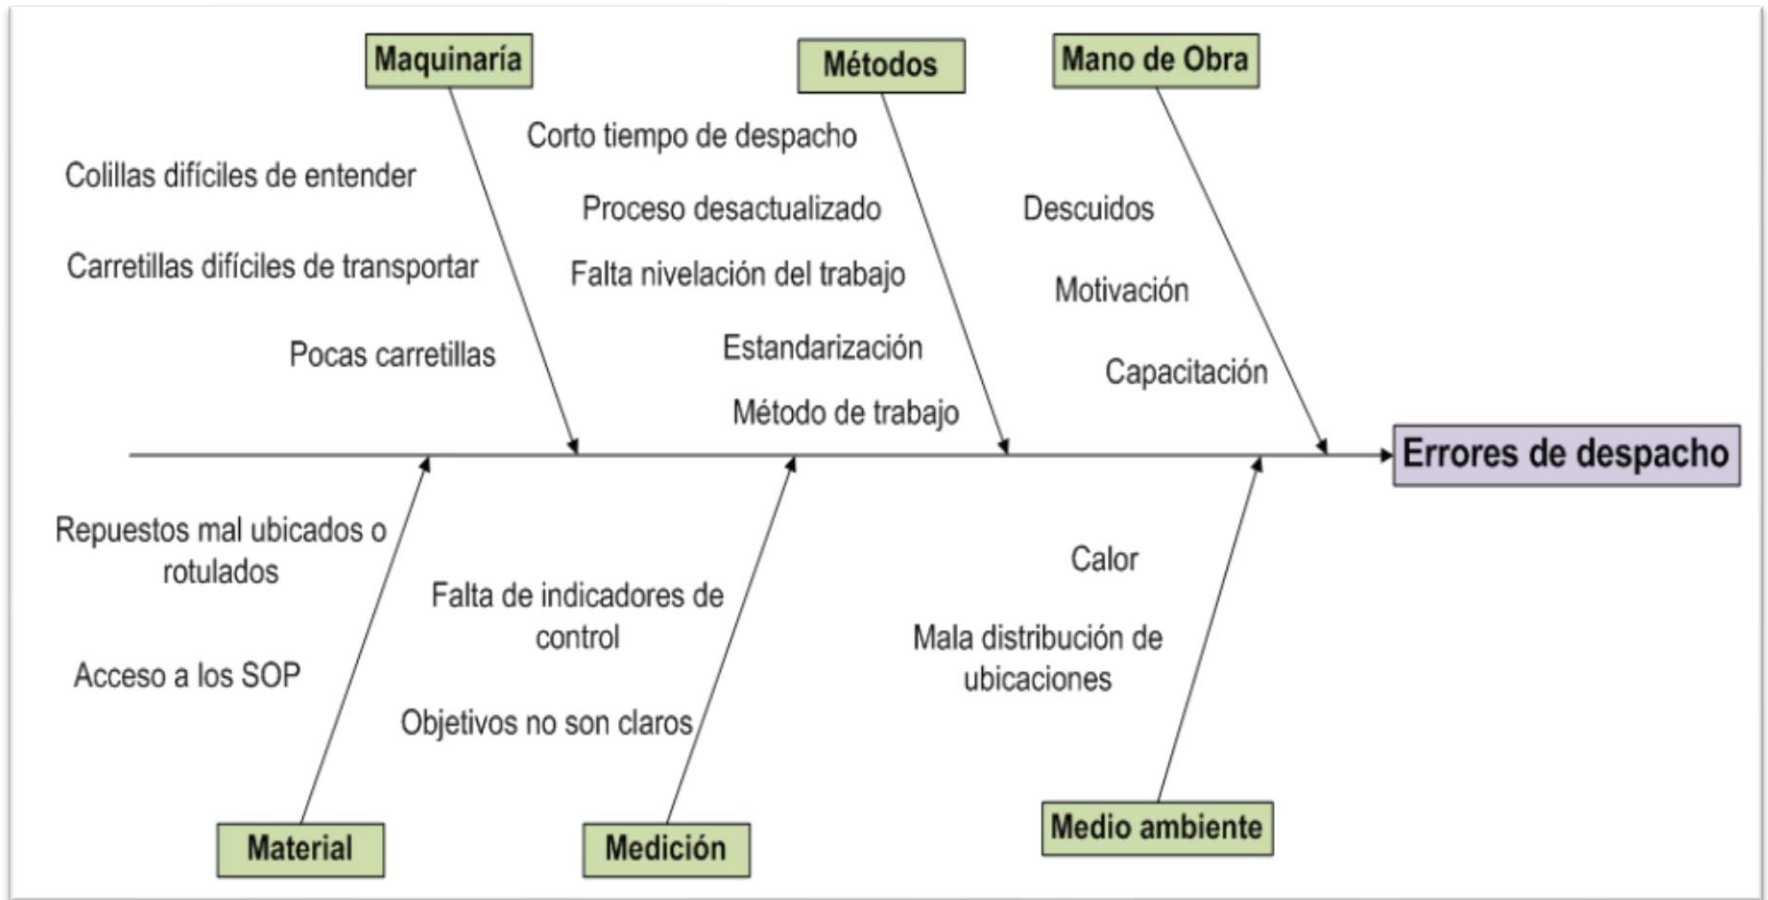 Maquinaría
Métodos
Mano de Obra
Colillas difíciles de entender
Carretillas difíciles de transportar
Pocas carretillas
Corto tiempo de despacho
Proceso desactualizado
Falta nivelación del trabajo
Estandarización
Método de trabajo
Descuidos
Motivación
Capacitación
Errores de despacho
Repuestos mal ubicados o
rotulados
Acceso a los SOP
Falta de indicadores de
control
Objetivos no son claros
Calor
Mala distribución de
ubicaciones
Material
Medición
Medio ambiente